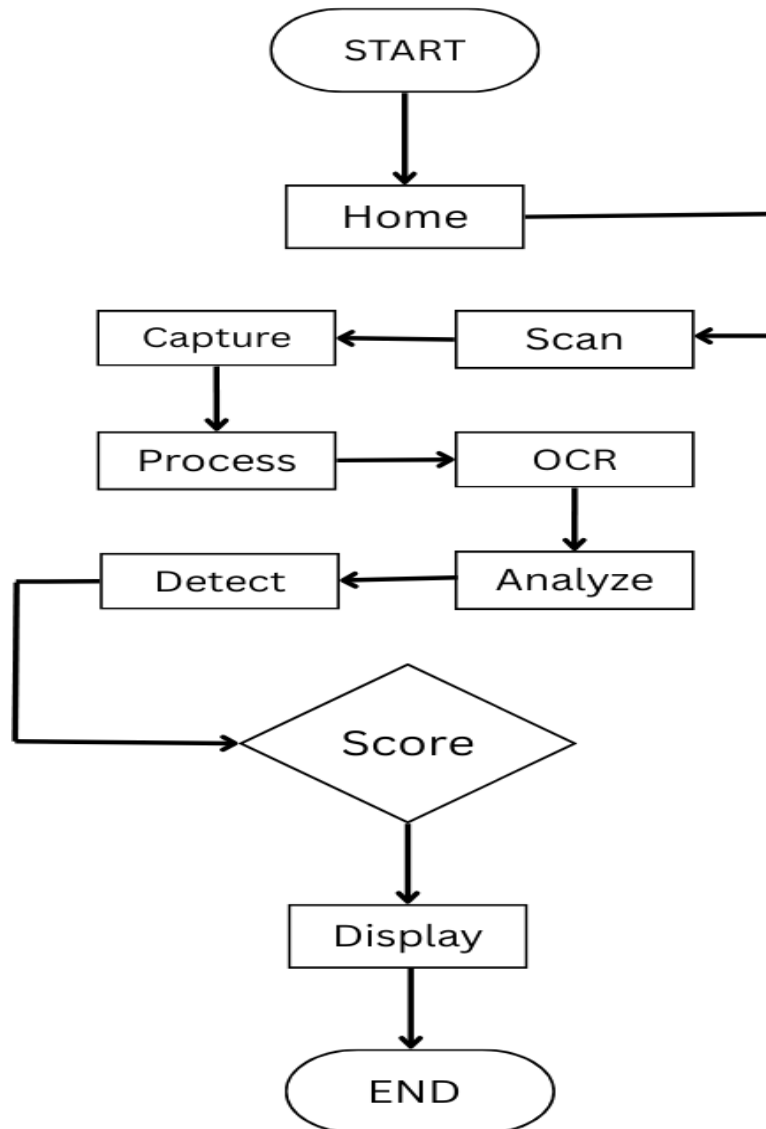 START
Home
Capture
Scan
Process
OCR
Detect
Analyze
Score
Display
END